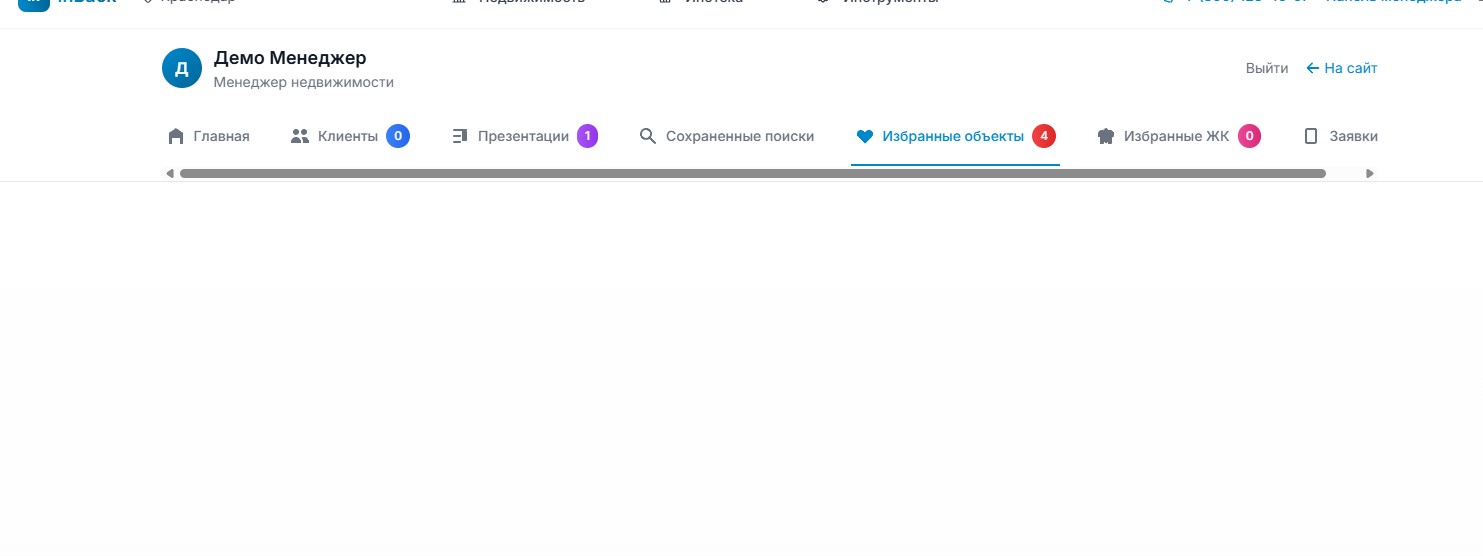 InBack Краснодар Недвижимость Ипотека Инструменты Панель менеджера
Д
Демо Менеджер
Менеджер недвижимости
Выйти ← На сайт
Главная Клиенты 0 Презентации 1 Сохраненные поиски Избранные объекты 4 Избранные ЖК 0 Заявки